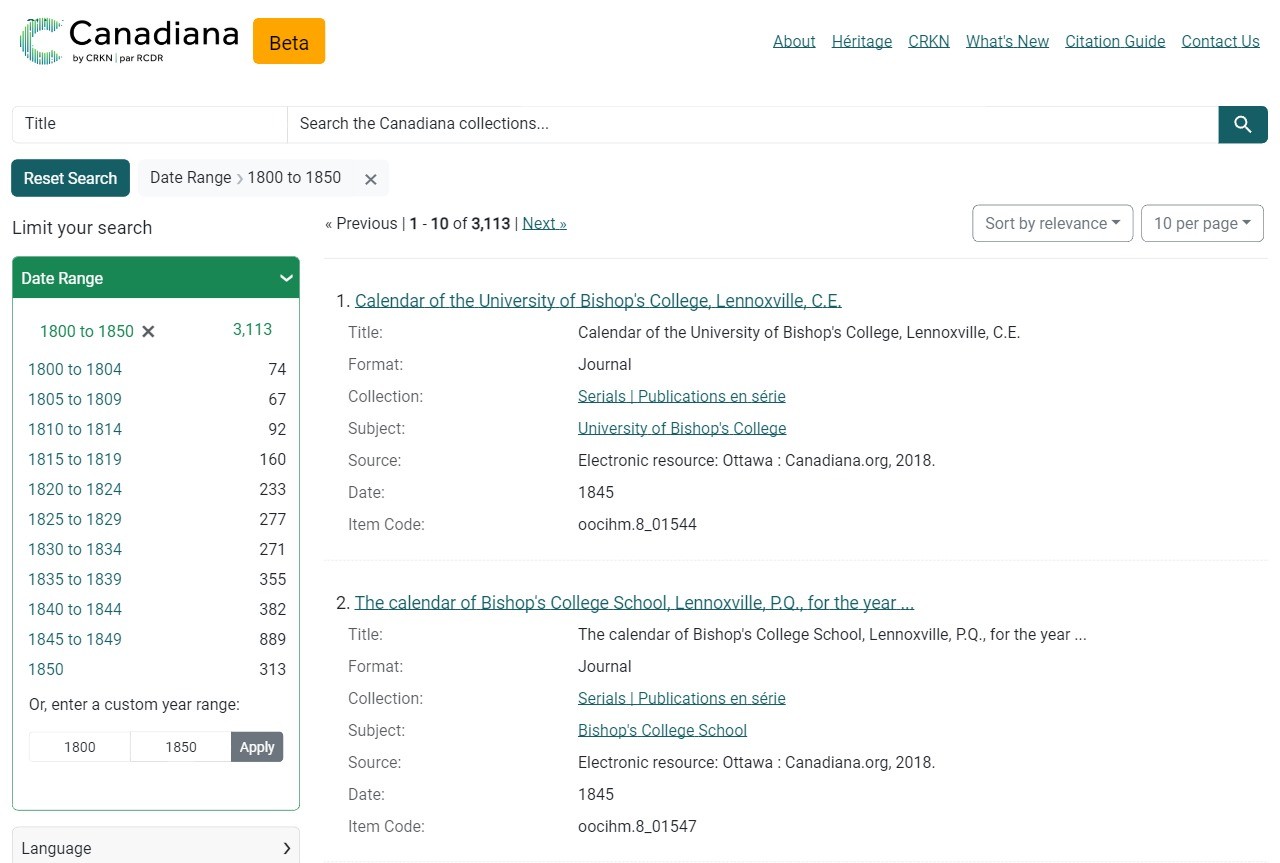 Canadiana
by CRKN | par RCDR
Beta
About Héritage CRKN What's New Citation Guide Contact Us
Title
Search the Canadiana collections...
Reset Search
Date Range 1800 to 1850 ×
Limit your search
« Previous | 1 - 10 of 3,113 | Next »
Sort by relevance
10 per page
Date Range
1800 to 1850 × 3,113
1800 to 1804 74
1805 to 1809 67
1810 to 1814 92
1815 to 1819 160
1820 to 1824 233
1825 to 1829 277
1830 to 1834 271
1835 to 1839 355
1840 to 1844 382
1845 to 1849 889
1850 313
Or, enter a custom year range:
1800 1850 Apply
Language
1. Calendar of the University of Bishop's College, Lennoxville, C.E.
Title: Calendar of the University of Bishop's College, Lennoxville, C.E.
Format: Journal
Collection: Serials | Publications en série
Subject: University of Bishop's College
Source: Electronic resource: Ottawa : Canadiana.org, 2018.
Date: 1845
Item Code: oocihm.8_01544
2. The calendar of Bishop's College School, Lennoxville, P.Q., for the year ...
Title: The calendar of Bishop's College School, Lennoxville, P.Q., for the year ...
Format: Journal
Collection: Serials | Publications en série
Subject: Bishop's College School
Source: Electronic resource: Ottawa : Canadiana.org, 2018.
Date: 1845
Item Code: oocihm.8_01547